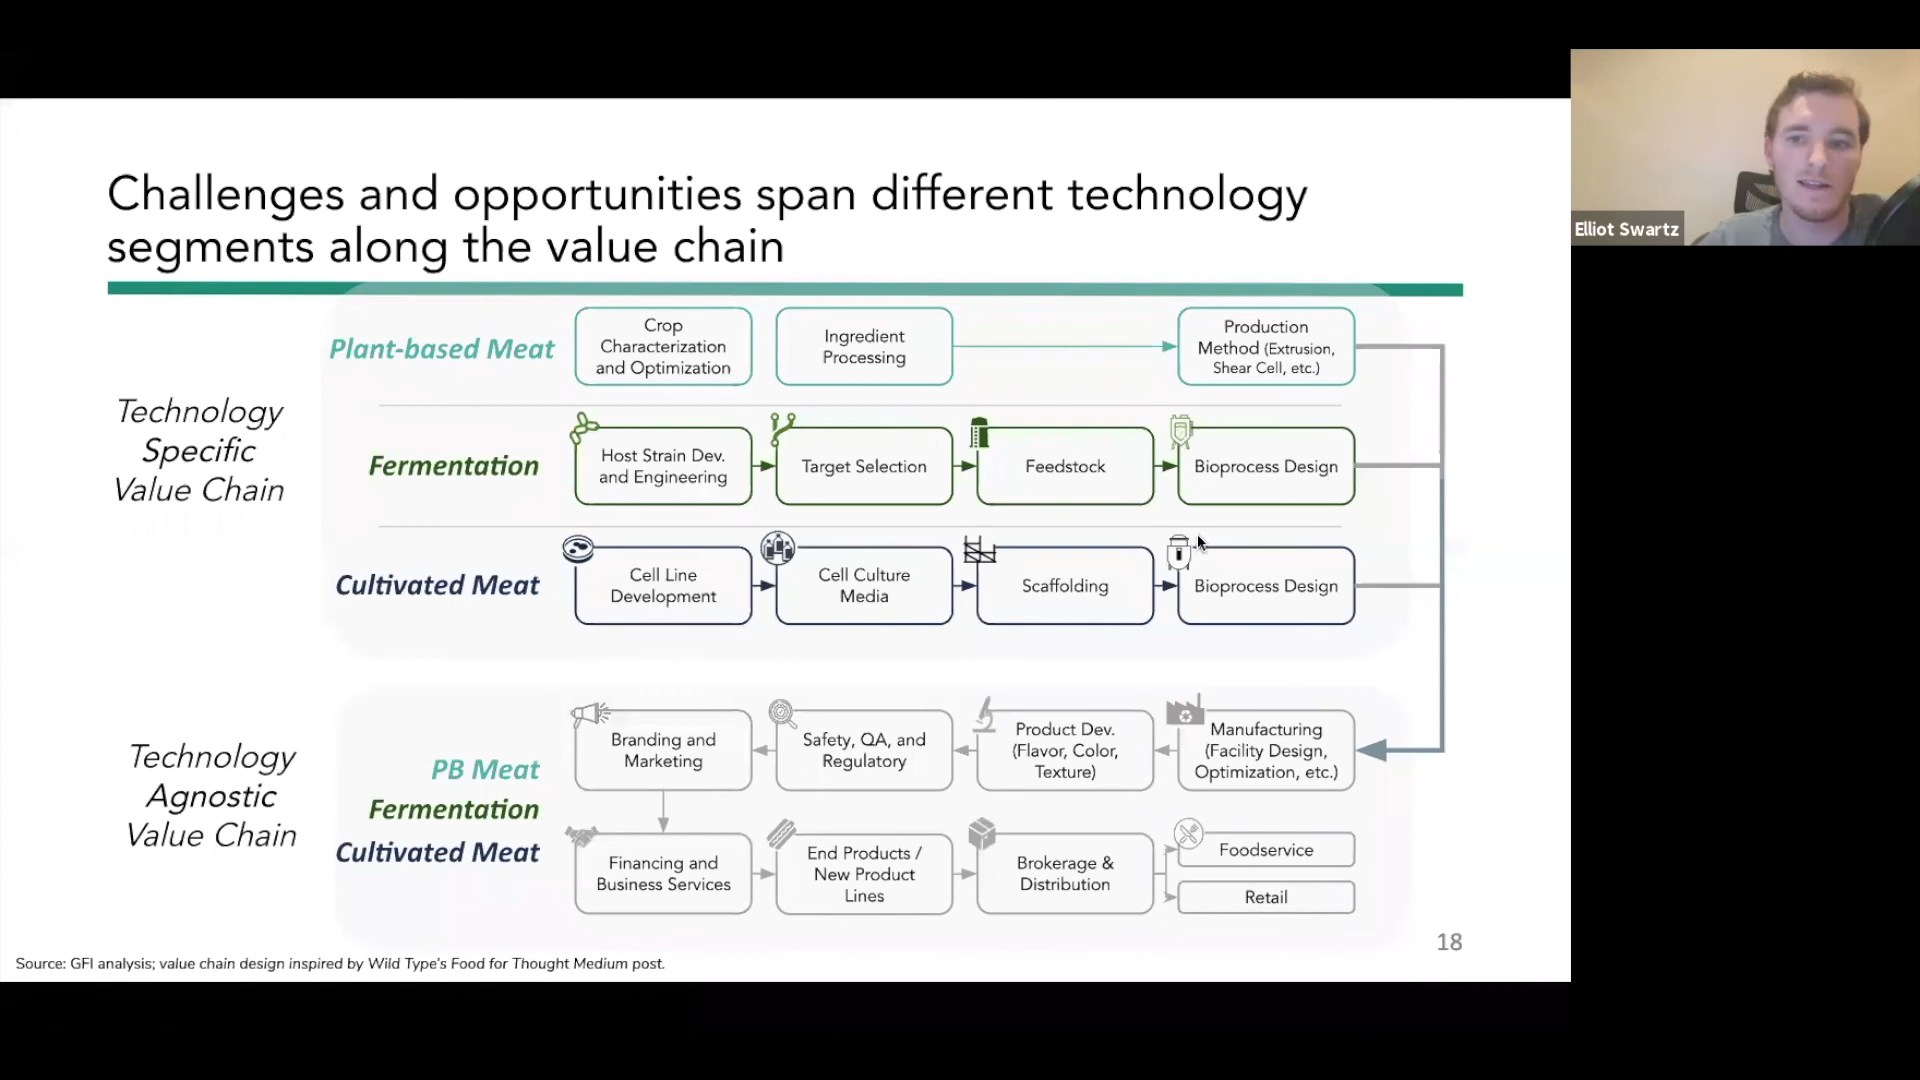 Challenges and opportunities span different technology
segments along the value chain
Elliot Swartz
Technology
Specific
Value Chain
Plant-based Meat
Crop
Characterization
and Optimization
Ingredient
Processing
Production
Method (Extrusion,
Shear Cell, etc.)
Fermentation
Host Strain Dev.
and Engineering
Target Selection
Feedstock
Bioprocess Design
Cultivated Meat
Cell Line
Development
Cell Culture
Media
Scaffolding
Bioprocess Design
Technology
Agnostic
Value Chain
PB Meat
Fermentation
Cultivated Meat
Branding and
Marketing
Safety, QA, and
Regulatory
Product Dev.
(Flavor, Color,
Texture)
Manufacturing
(Facility Design,
Optimization, etc.)
Financing and
Business Services
End Products /
New Product
Lines
Brokerage &
Distribution
Foodservice
Retail
18
Source: GFI analysis; value chain design inspired by Wild Type's Food for Thought Medium post.